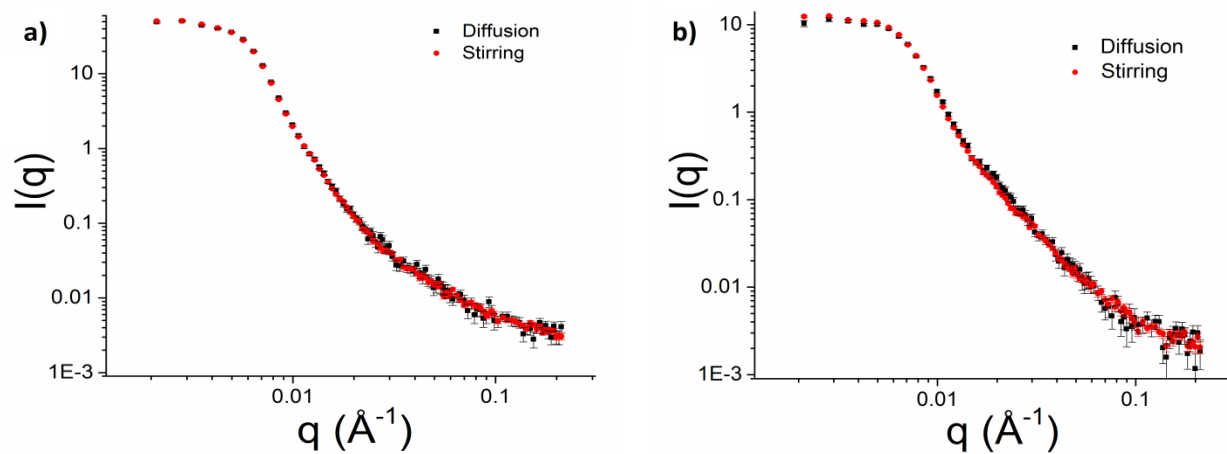 a)
Diffusion
Stirring
10
1
0.1
0.01
1E-3
I(q)
0.01
0.1
q (Å⁻¹)
b)
Diffusion
Stirring
10
1
0.1
0.01
1E-3
I(q)
0.01
0.1
q (Å⁻¹)